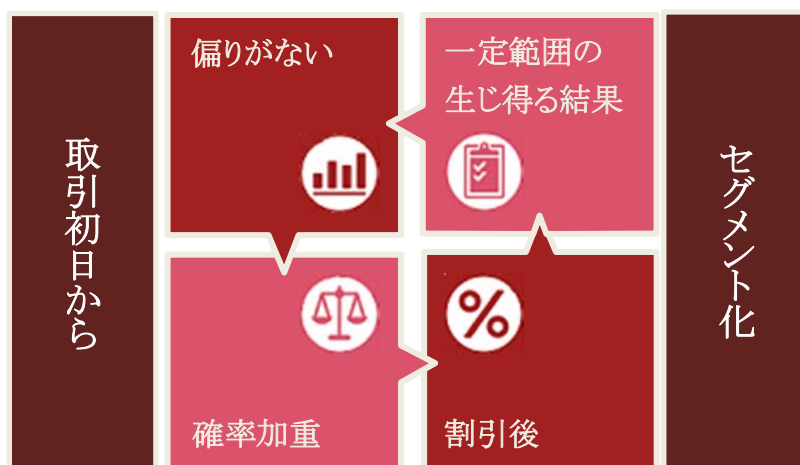 取引初日から
偏りがない
一定範囲の
生じ得る結果
確率加重
割引後
セグメント化